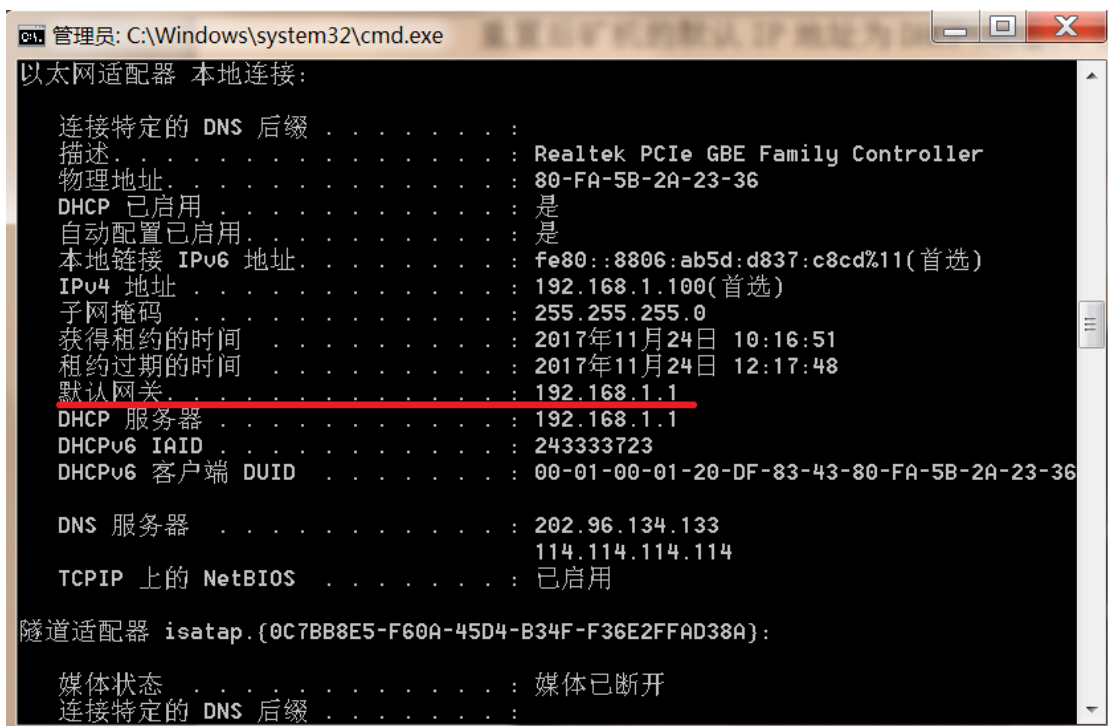 管理员: C:\Windows\system32\cmd.exe
以太网适配器 本地连接:
连接特定的 DNS 后缀 . . . . . . . :
描述. . . . . . . . . . . . . . . : Realtek PCIe GBE Family Controller
物理地址. . . . . . . . . . . . . : 80-FA-5B-2A-23-36
DHCP 已启用 . . . . . . . . . . . : 是
自动配置已启用. . . . . . . . . . : 是
本地链接 IPv6 地址. . . . . . . . : fe80::8806:ab5d:d837:c8cd%11(首选)
IPv4 地址 . . . . . . . . . . . . : 192.168.1.100(首选)
子网掩码 . . . . . . . . . . . . : 255.255.255.0
获得租约的时间 . . . . . . . . . : 2017年11月24日 10:16:51
租约过期的时间 . . . . . . . . . : 2017年11月24日 12:17:48
默认网关. . . . . . . . . . . . . : 192.168.1.1
DHCP 服务器 . . . . . . . . . . . : 192.168.1.1
DHCPv6 IAID . . . . . . . . . . . : 243333723
DHCPv6 客户端 DUID . . . . . . . : 00-01-00-01-20-DF-83-43-80-FA-5B-2A-23-36
DNS 服务器 . . . . . . . . . . . : 202.96.134.133
114.114.114.114
TCPIP 上的 NetBIOS . . . . . . . : 已启用
隧道适配器 isatap.{0C7BB8E5-F60A-45D4-B34F-F36E2FFAD38A}:
媒体状态 . . . . . . . . . . . . : 媒体已断开
连接特定的 DNS 后缀 . . . . . . . :